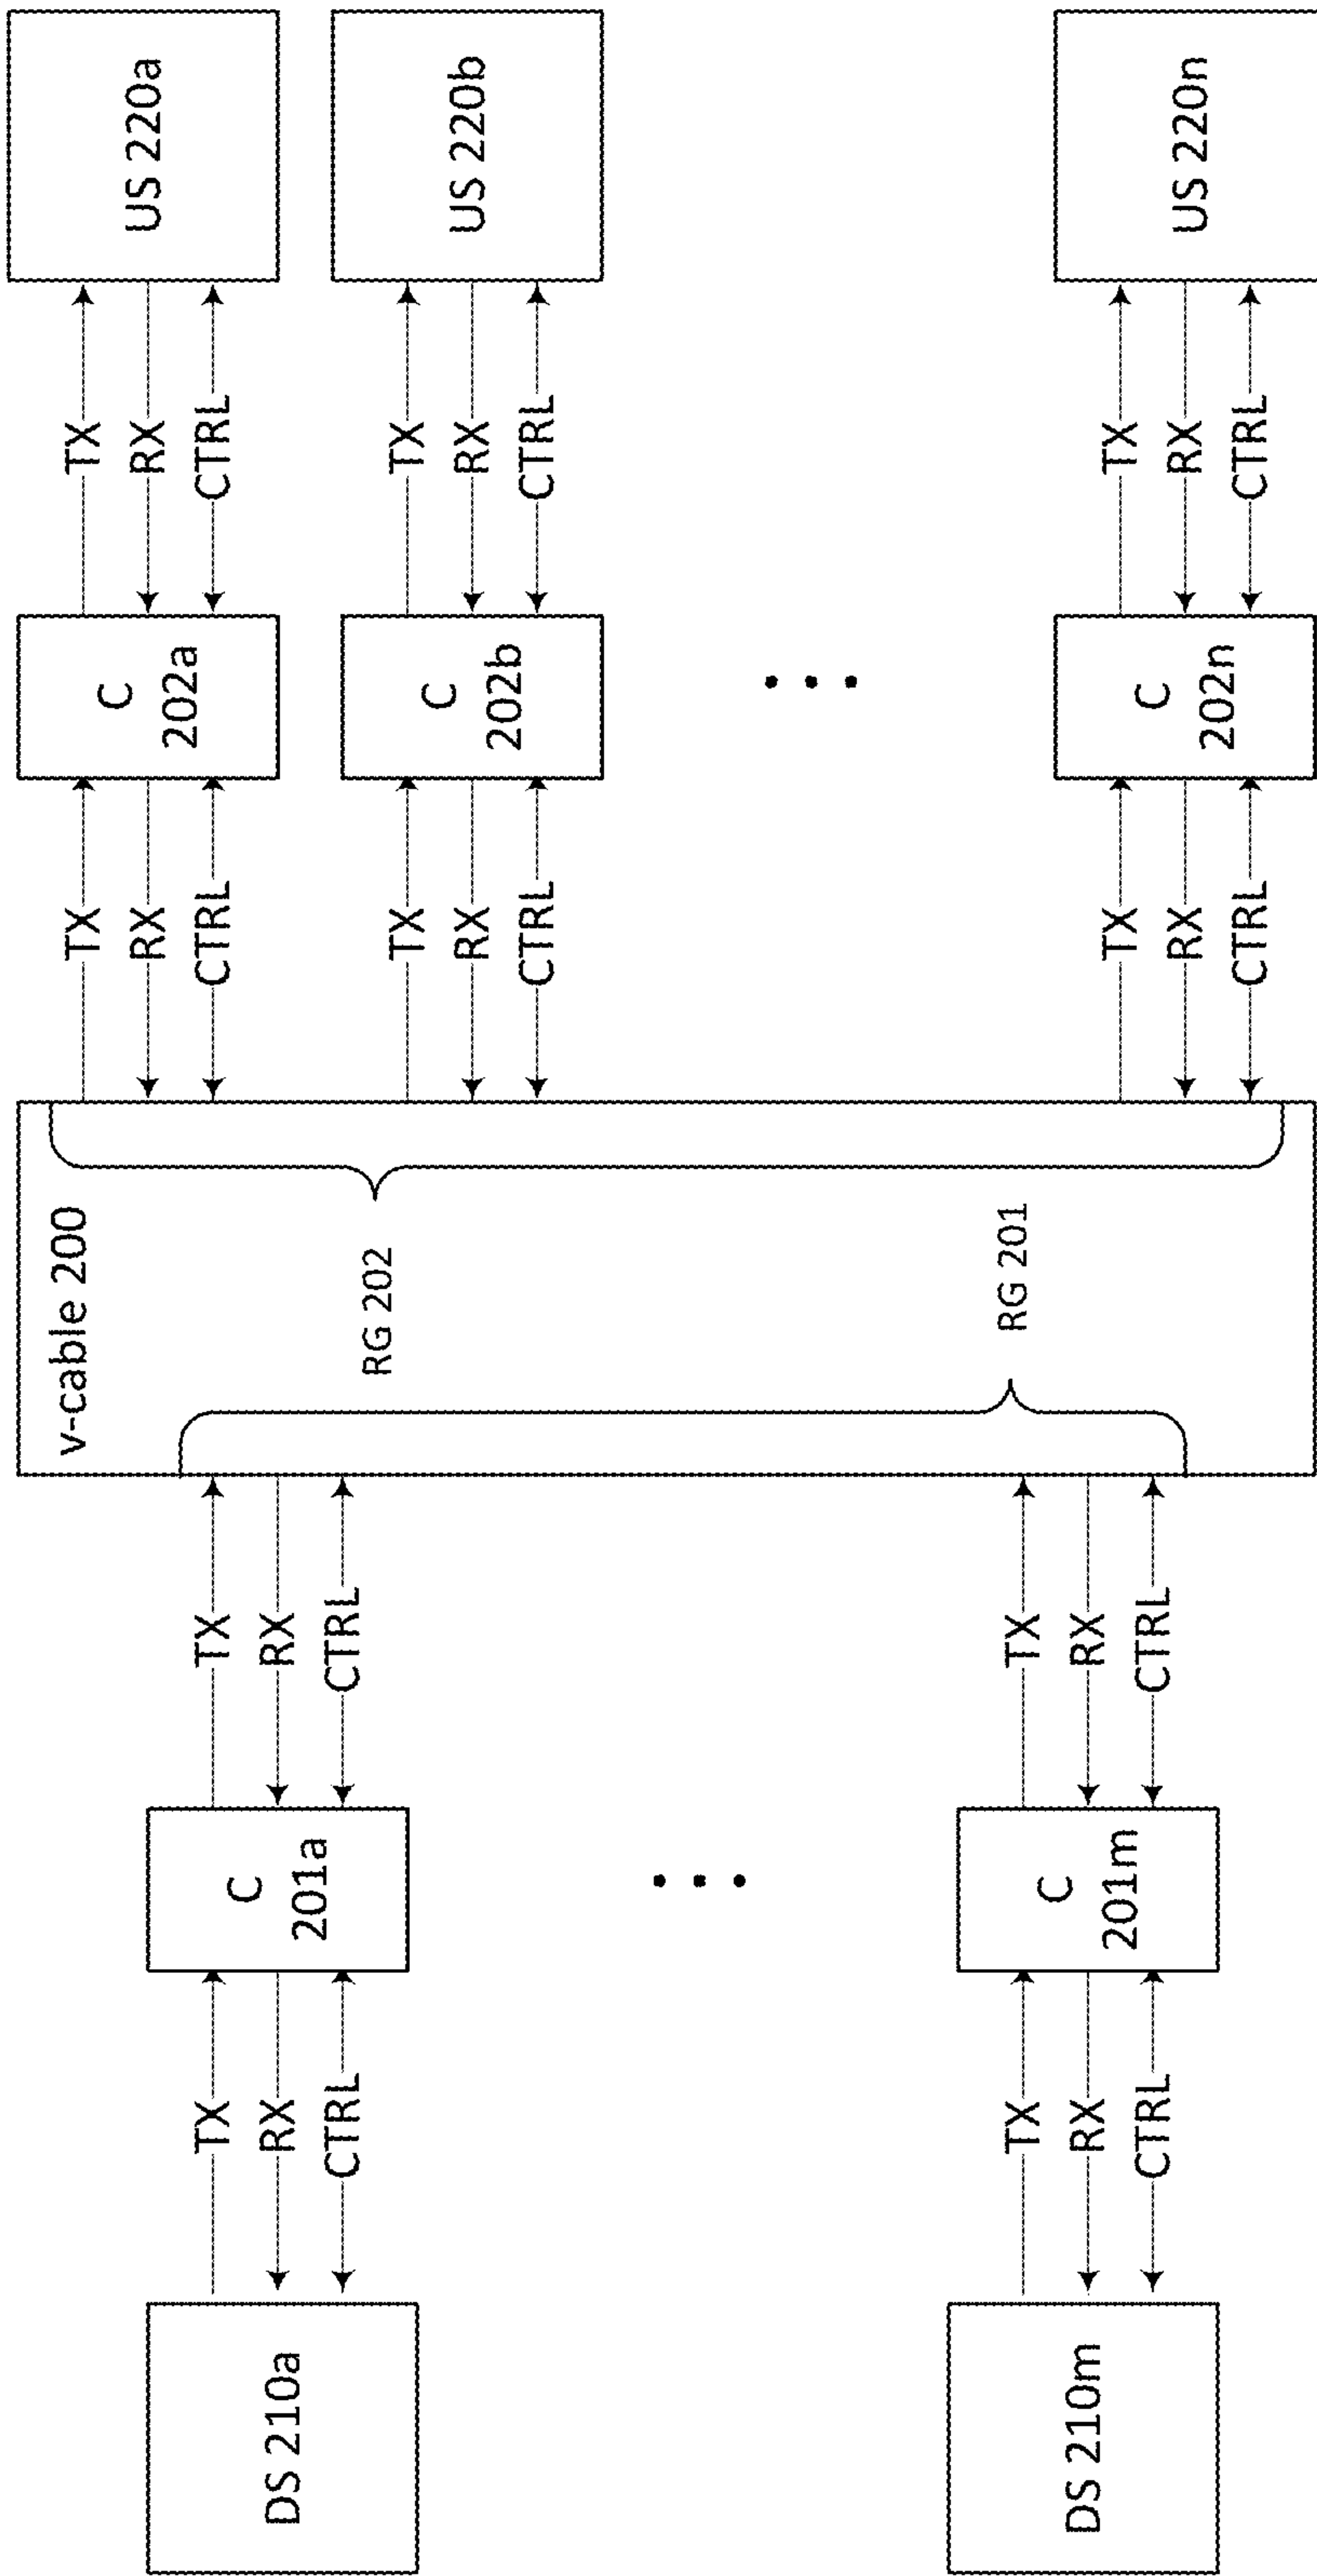 DS 210a
TX
RX
CTRL
C
201a
TX
RX
CTRL
DS 210m
TX
RX
CTRL
C
201m
TX
RX
CTRL
v-cable 200
RG 202
RG 201
TX
RX
CTRL
C
202a
TX
RX
CTRL
US 220a
TX
RX
CTRL
C
202b
TX
RX
CTRL
US 220b
TX
RX
CTRL
C
202n
TX
RX
CTRL
US 220n